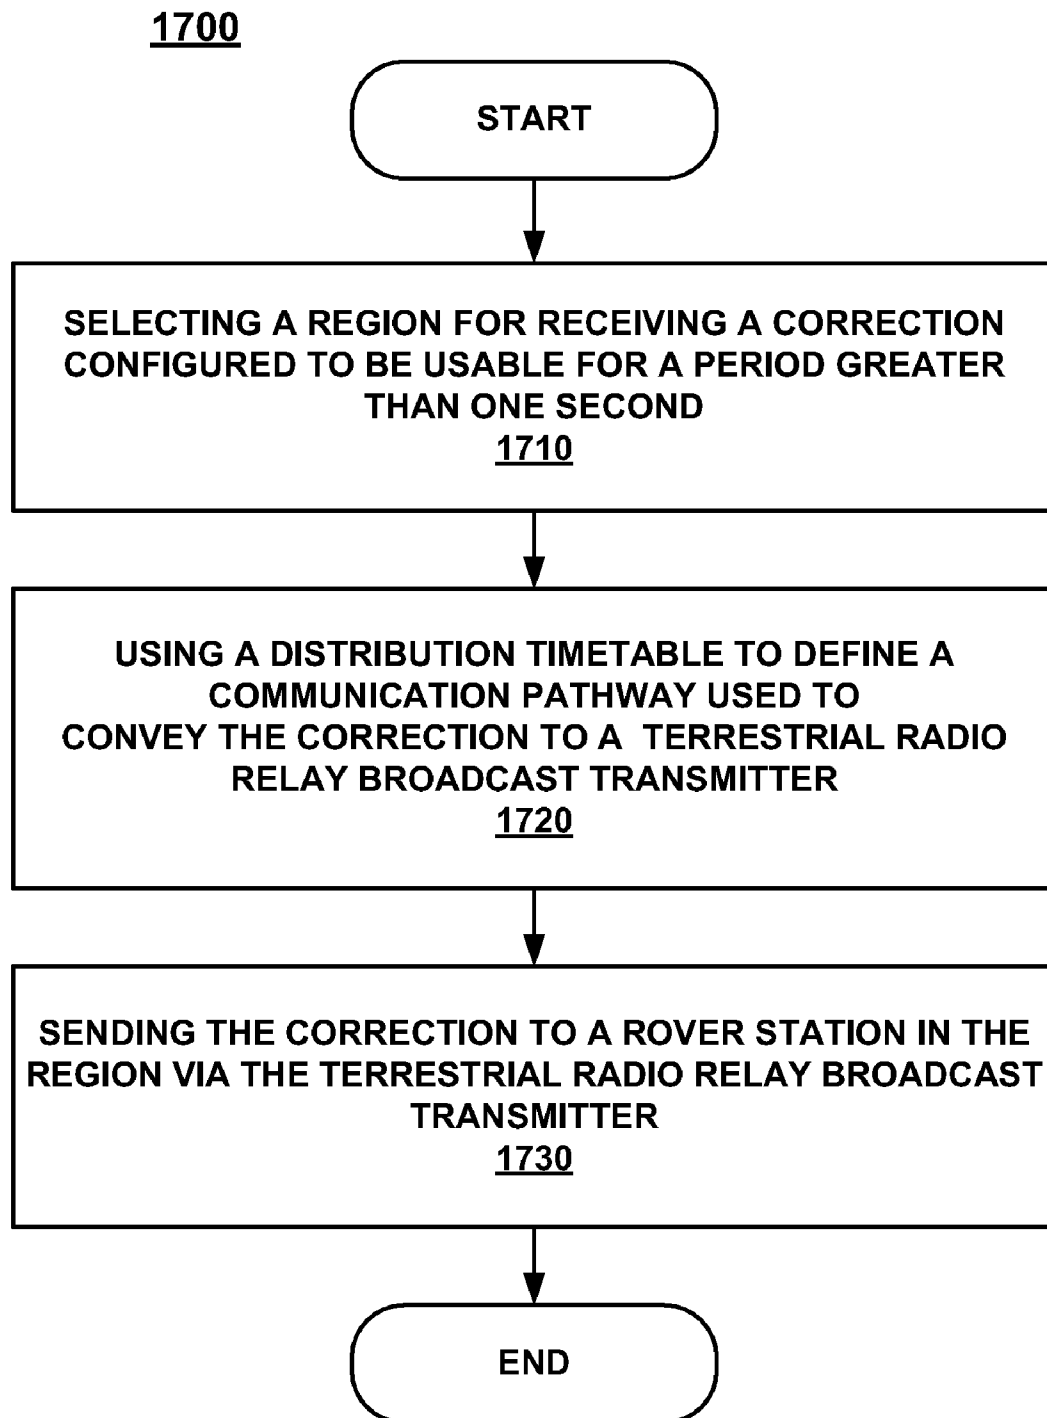 1700
START
SELECTING A REGION FOR RECEIVING A CORRECTION
CONFIGURED TO BE USABLE FOR A PERIOD GREATER
THAN ONE SECOND
1710
USING A DISTRIBUTION TIMETABLE TO DEFINE A
COMMUNICATION PATHWAY USED TO
CONVEY THE CORRECTION TO A TERRESTRIAL RADIO
RELAY BROADCAST TRANSMITTER
1720
SENDING THE CORRECTION TO A ROVER STATION IN THE
REGION VIA THE TERRESTRIAL RADIO RELAY BROADCAST
TRANSMITTER
1730
END